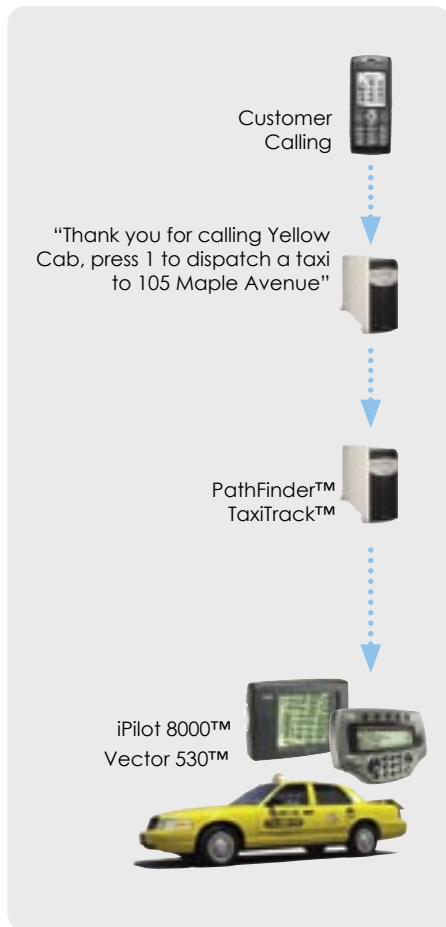 Customer
Calling
“Thank you for calling Yellow
Cab, press 1 to dispatch a taxi
to 105 Maple Avenue”
PathFinder™
TaxiTrack™
iPilot 8000™
Vector 530™